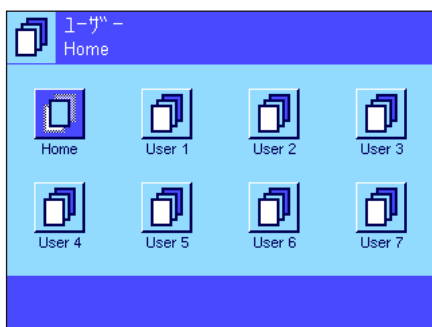 ユーザー
Home
Home
User 1
User 2
User 3
User 4
User 5
User 6
User 7